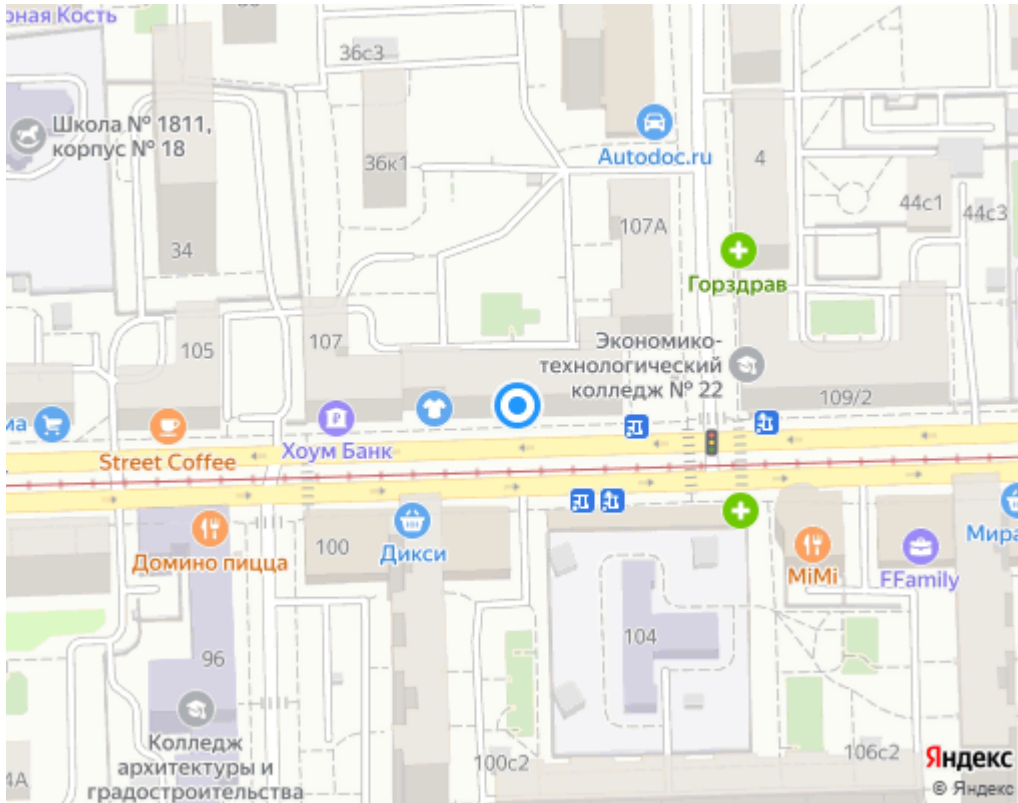 рная Кость
36с3
Школа № 1811,
корпус № 18
36к1
Autodoc.ru
4
44с1
44с3
107А
34
Горздрав
105
107
Экономико-
технологический
колледж № 22
109/2
иа
Street Coffee
Хоум Банк
100
Дикси
Домино пицца
MiMi
FFamily
Мира
96
104
Колледж
архитектуры и
градостроительства
100с2
106с2
4А
Яндекс
© Яндекс